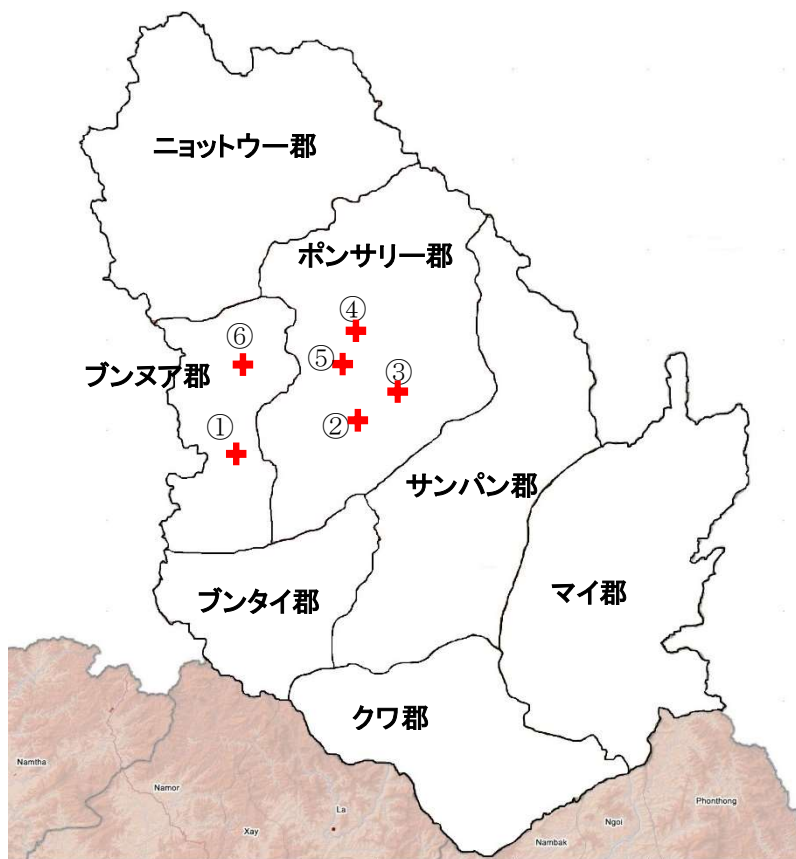 ニョットウー郡
ポンサリー郡
④
⑥
⑤
ブンヌア郡
③
①
②
サンパン郡
ブンタイ郡
マイ郡
クワ郡
Namtha
Namor
La
Xay
Phonthong
Ngoi
Nambak